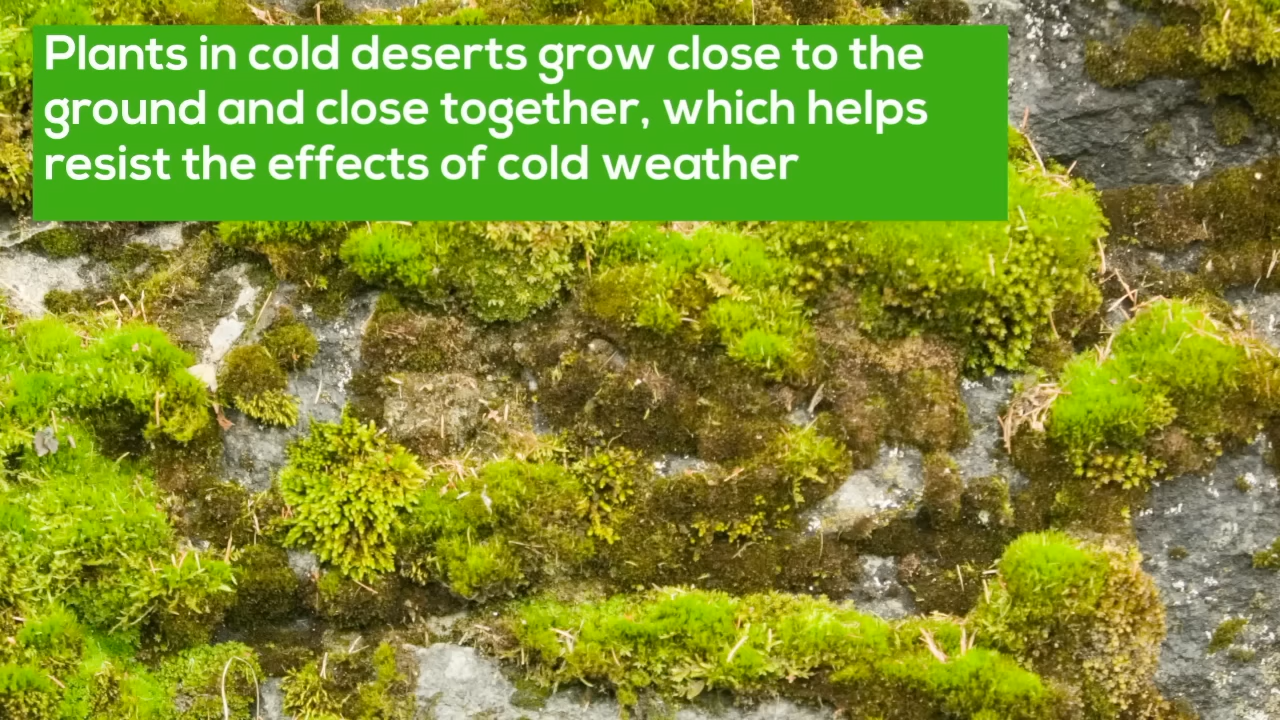 Plants in cold deserts grow close to the
ground and close together, which helps
resist the effects of cold weather